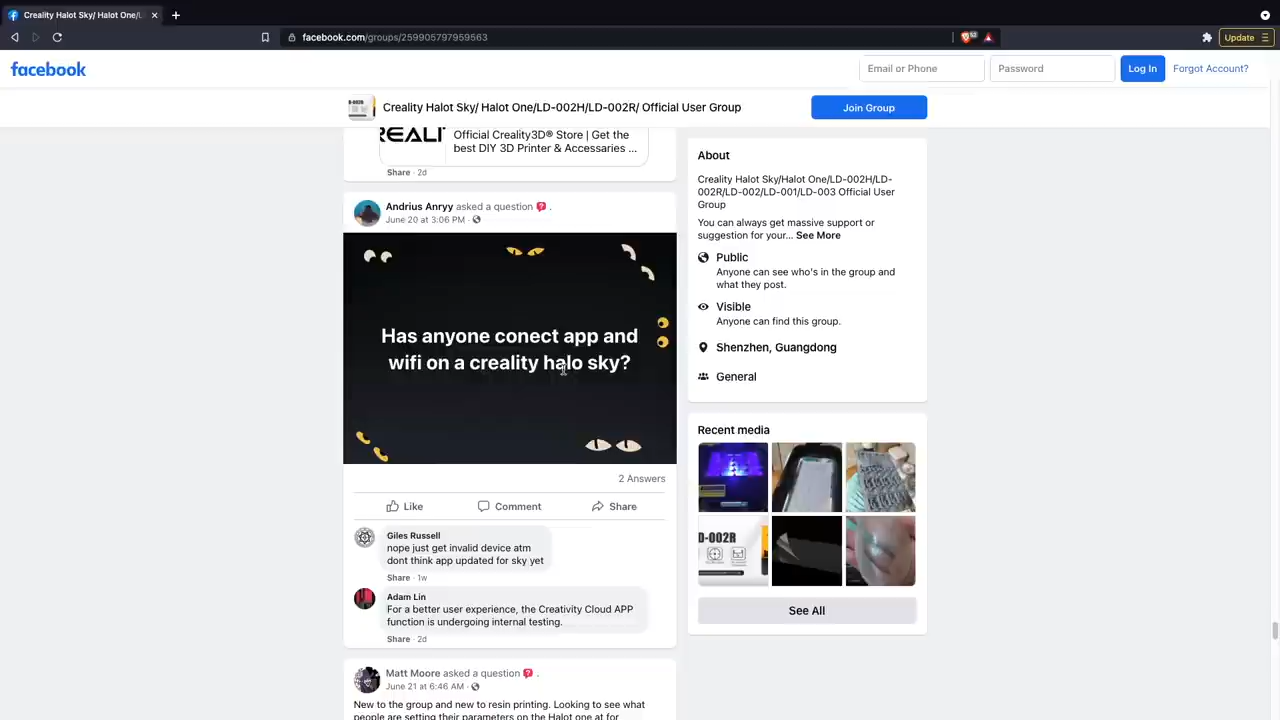 Creality Halot Sky/ Halot One/L
facebook.com/groups/259905797959563
Update
facebook
Email or Phone
Password
Log In
Forgot Account?
Creality Halot Sky/ Halot One/LD-002H/LD-002R/ Official User Group
Join Group
Official Creality3D® Store | Get the
best DIY 3D Printer & Accessaries ...
Share · 2d
Andrius Anryy asked a question .
June 20 at 3:06 PM ·
Has anyone conect app and
wifi on a creality halo sky?
2 Answers
Like
Comment
Share
Giles Russell
nope just get invalid device atm
dont think app updated for sky yet
Share · 1w
Adam Lin
For a better user experience, the Creativity Cloud APP
function is undergoing internal testing.
Share · 2d
Matt Moore asked a question .
June 21 at 6:46 AM ·
New to the group and new to resin printing. Looking to see what
people are setting their parameters on the Halot one at for
About
Creality Halot Sky/Halot One/LD-002H/LD-
002R/LD-002/LD-001/LD-003 Official User
Group
You can always get massive support or
suggestion for your... See More
Public
Anyone can see who's in the group and
what they post.
Visible
Anyone can find this group.
Shenzhen, Guangdong
General
Recent media
D-002R
See All